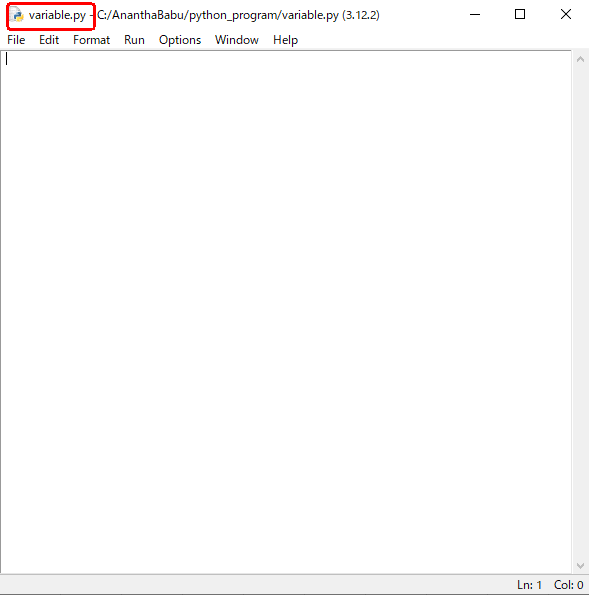 variable.py - C:/AnanthaBabu/python_program/variable.py (3.12.2)
File Edit Format Run Options Window Help
Ln: 1 Col: 0